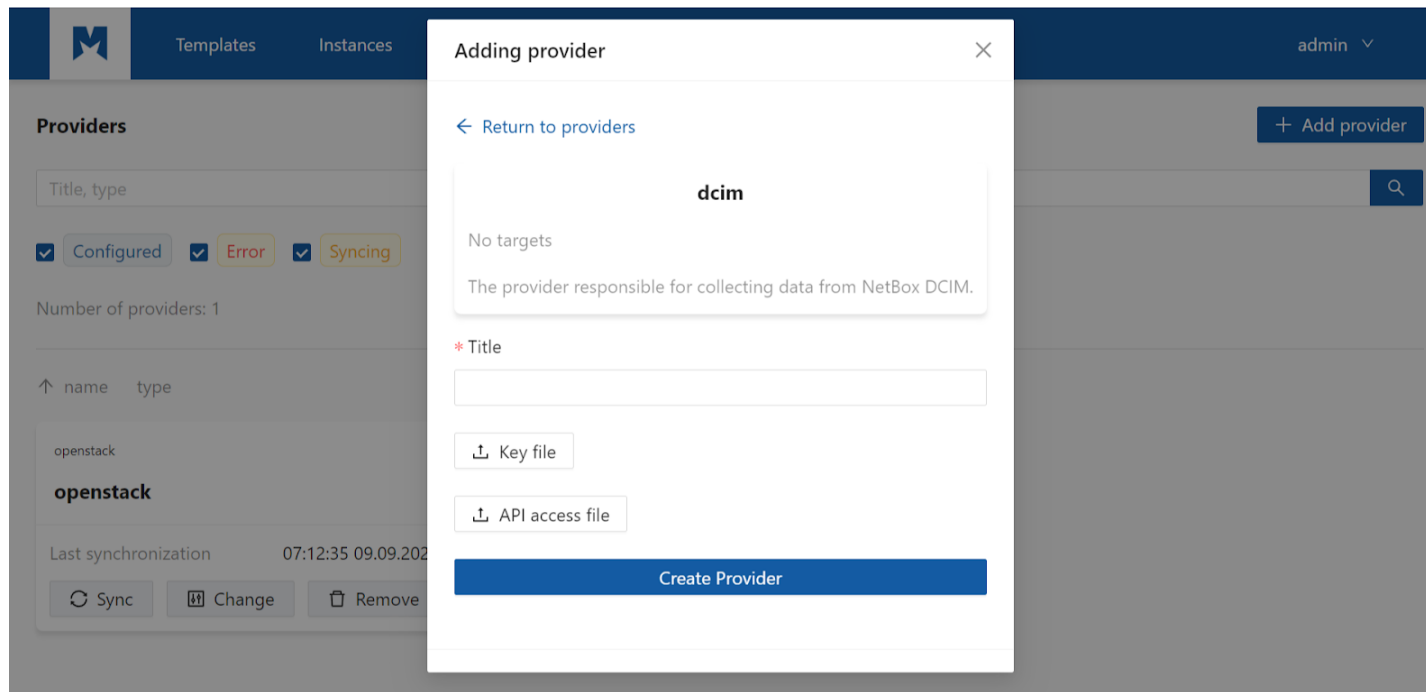 Templates Instances
admin
Providers
+ Add provider
Title, type
Configured Error Syncing
Number of providers: 1
name type
openstack
openstack
Last synchronization 07:12:35 09.09.202
Sync Change Remove
Adding provider
Return to providers
dcim
No targets
The provider responsible for collecting data from NetBox DCIM.
* Title
Key file
API access file
Create Provider